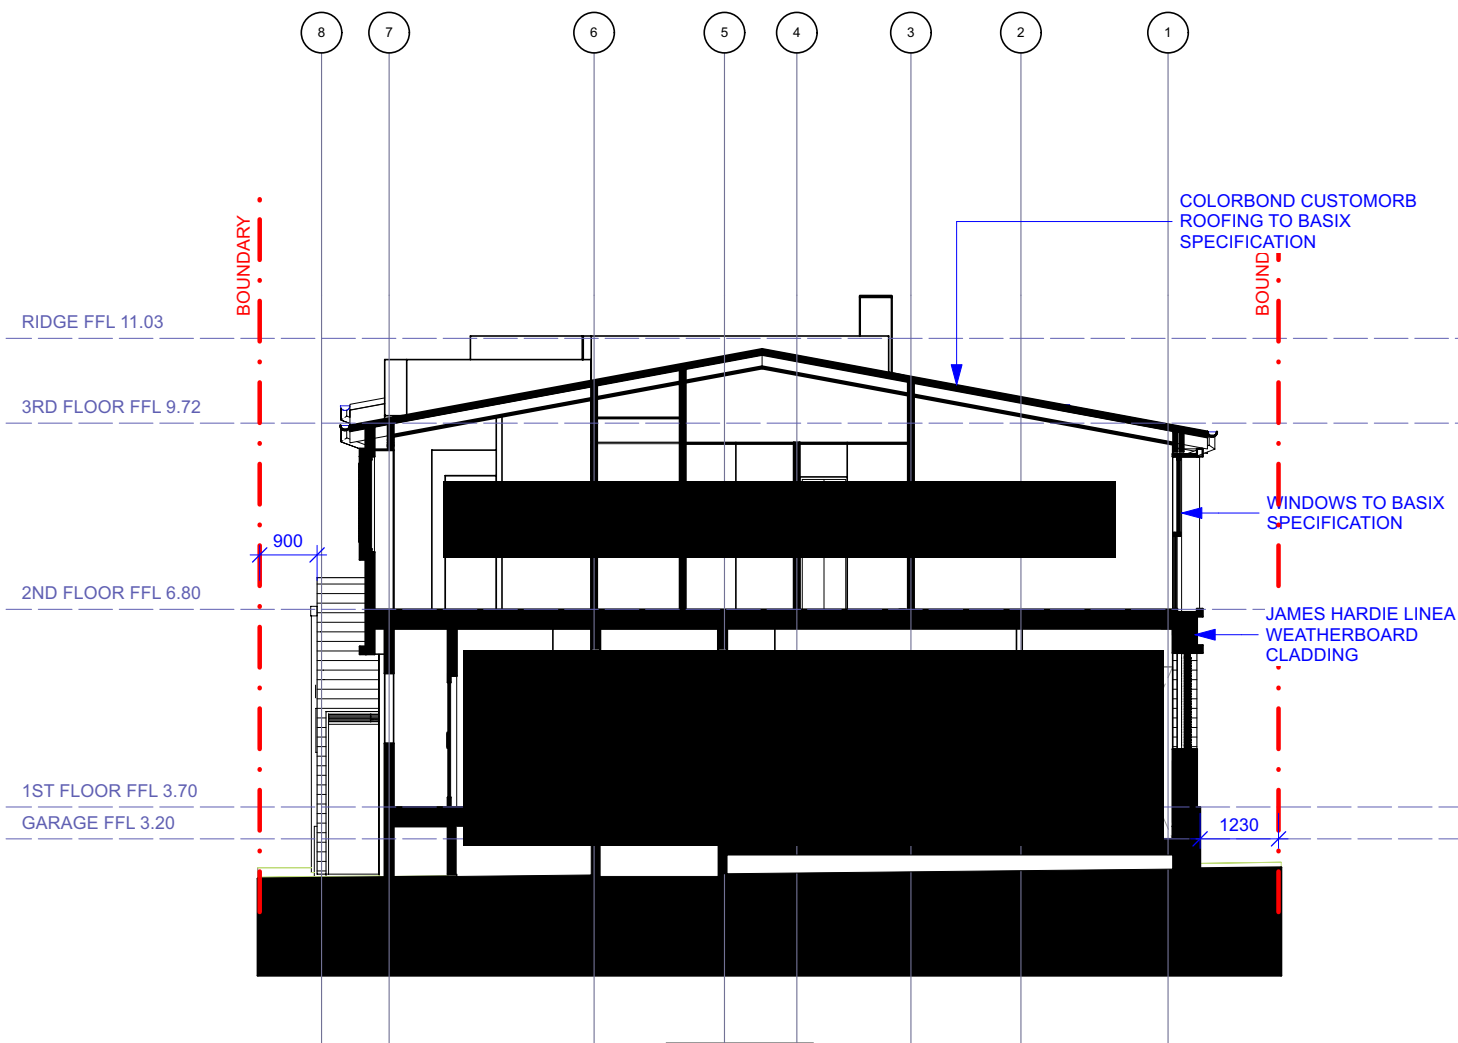 8 7 6 5 4 3 2 1
COLORBOND CUSTOMORB
ROOFING TO BASIX
SPECIFICATION
BOUNDARY
BOUND
RIDGE FFL 11.03
3RD FLOOR FFL 9.72
WINDOWS TO BASIX
SPECIFICATION
900
2ND FLOOR FFL 6.80
JAMES HARDIE LINEA
WEATHERBOARD
CLADDING
1ST FLOOR FFL 3.70
GARAGE FFL 3.20
1230